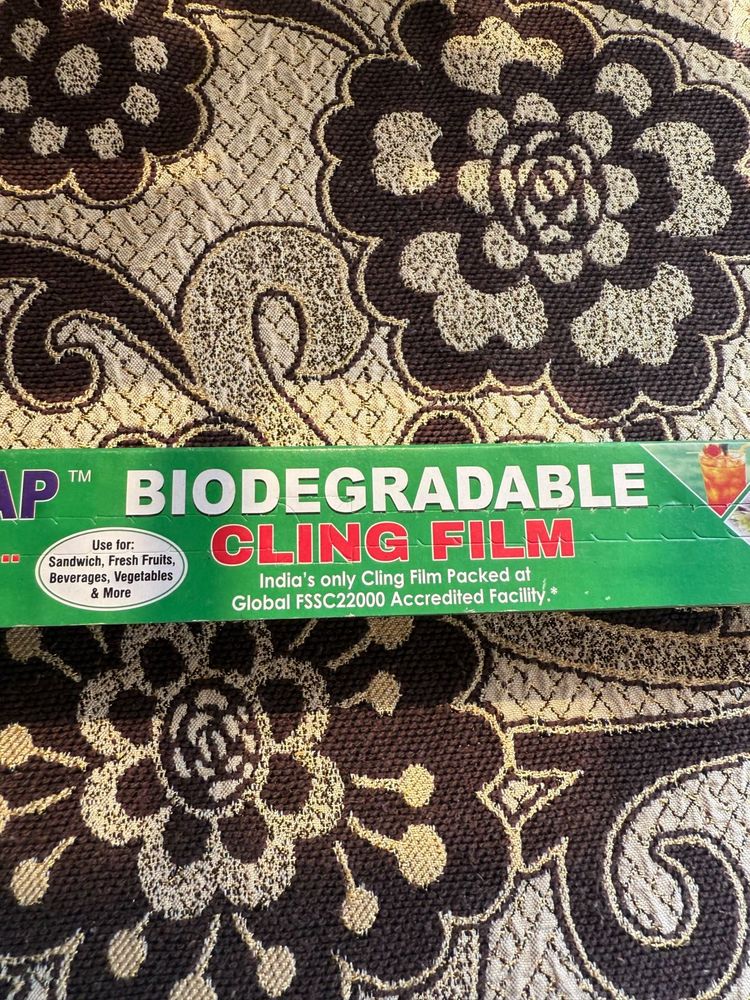 AP™ BIODEGRADABLE
CLING FILM
Use for:
Sandwich, Fresh Fruits,
Beverages, Vegetables
& More
India's only Cling Film Packed at
Global FSSC22000 Accredited Facility.*